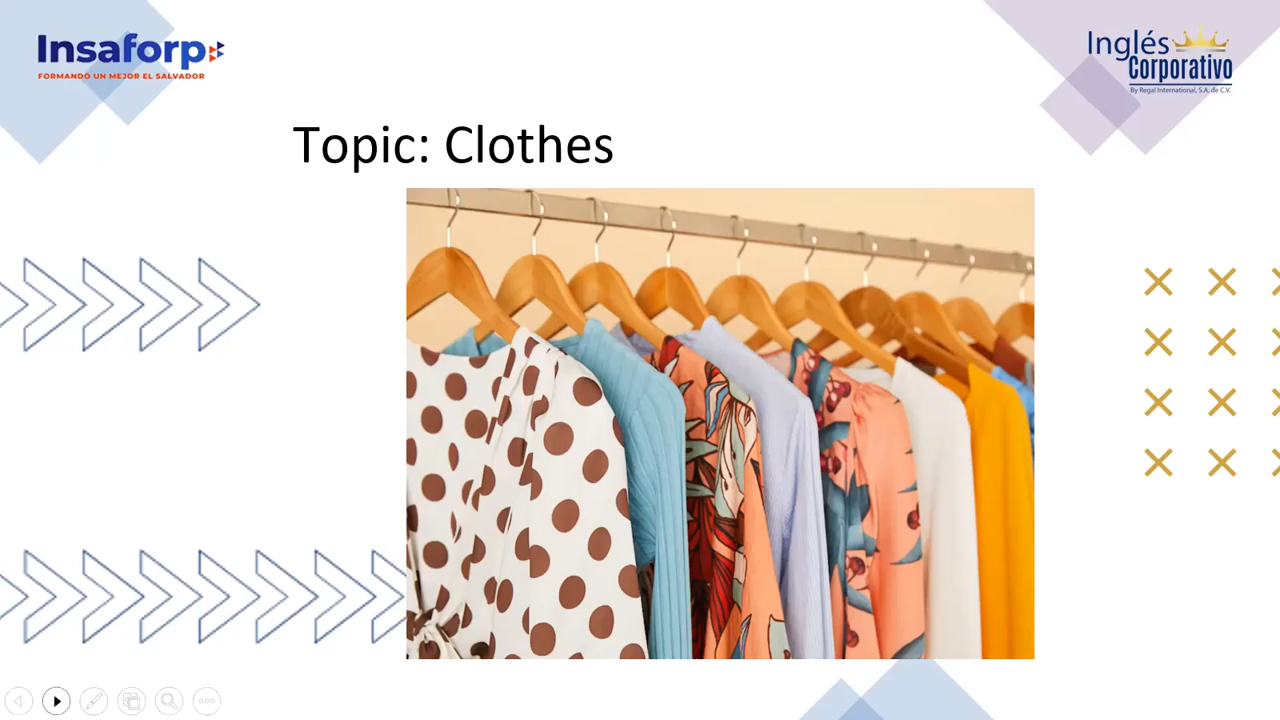 Insaforp
FORMANDO UN MEJOR EL SALVADOR
Inglés
Corporativo
By Regal International, S.A. de C.V.
Topic: Clothes